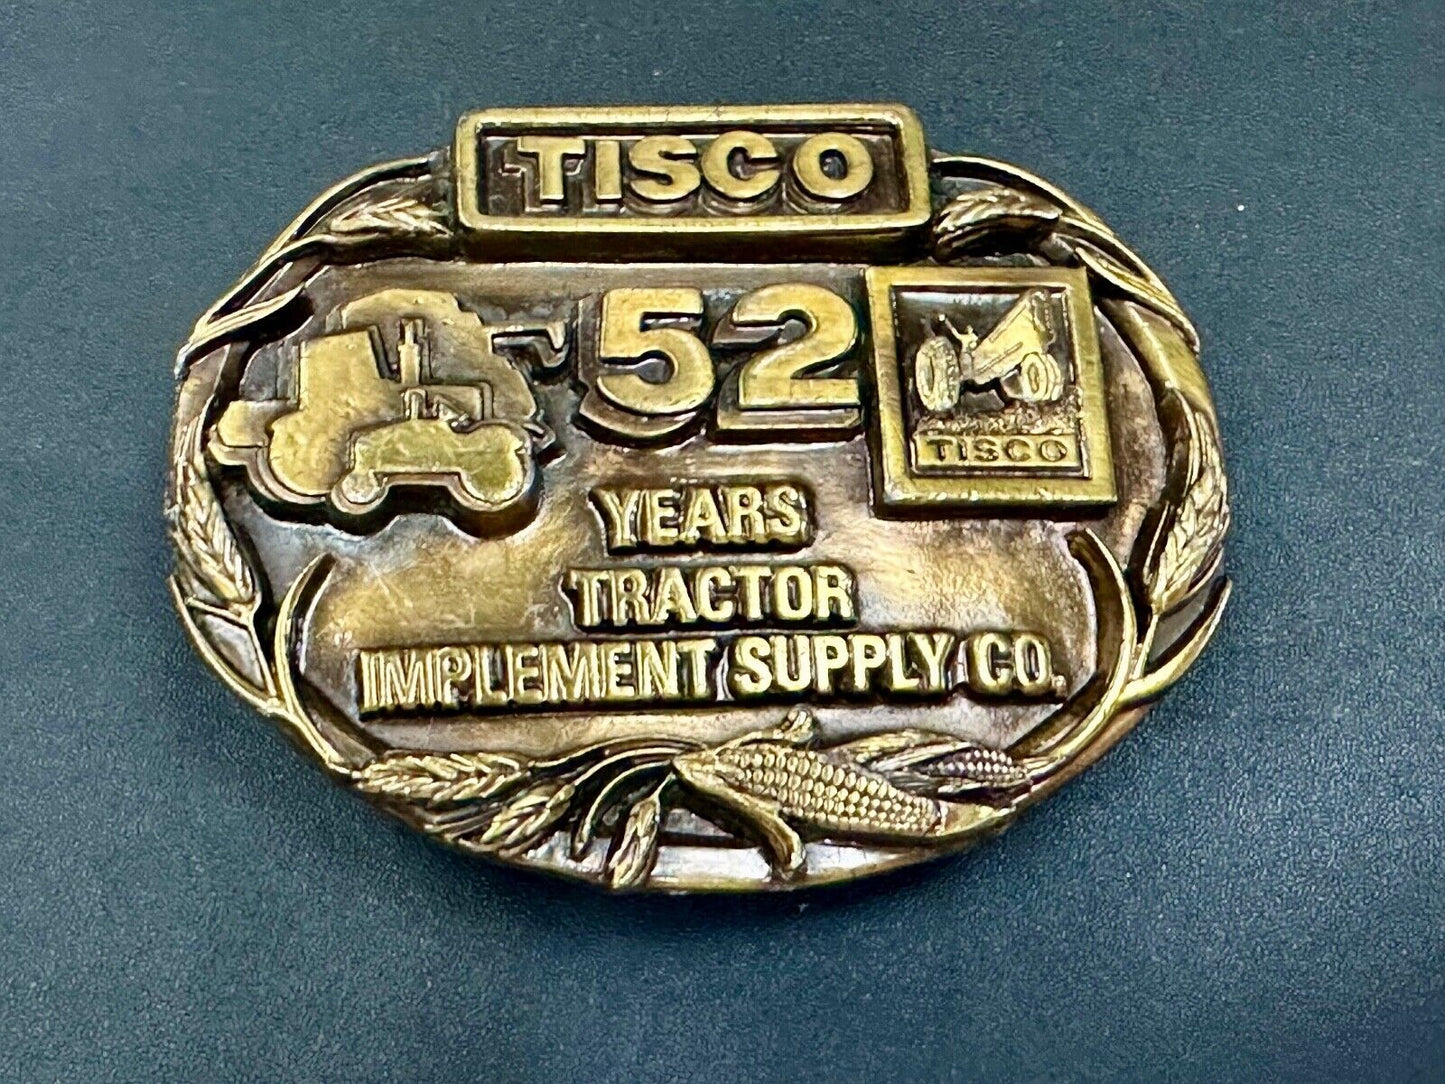 TISCO
52
TISCO
YEARS
TRACTOR
IMPLEMENT SUPPLY CO.